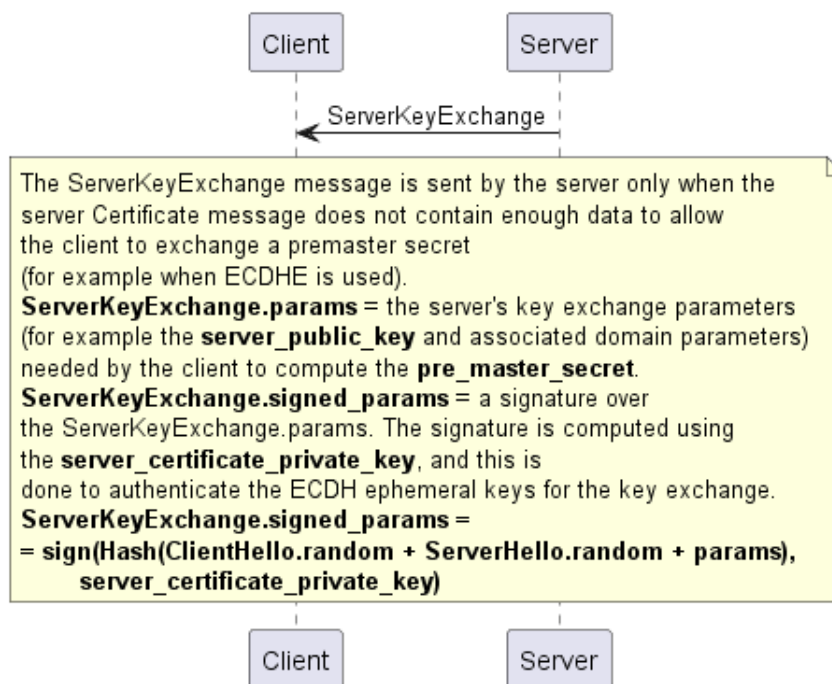 Client
Server
ServerKeyExchange
The ServerKeyExchange message is sent by the server only when the
server Certificate message does not contain enough data to allow
the client to exchange a premaster secret
(for example when ECDHE is used).
ServerKeyExchange.params = the server's key exchange parameters
(for example the server_public_key and associated domain parameters)
needed by the client to compute the pre_master_secret.
ServerKeyExchange.signed_params = a signature over
the ServerKeyExchange.params. The signature is computed using
the server_certificate_private_key, and this is
done to authenticate the ECDH ephemeral keys for the key exchange.
ServerKeyExchange.signed_params =
= sign(Hash(ClientHello.random + ServerHello.random + params),
server_certificate_private_key)
Client
Server